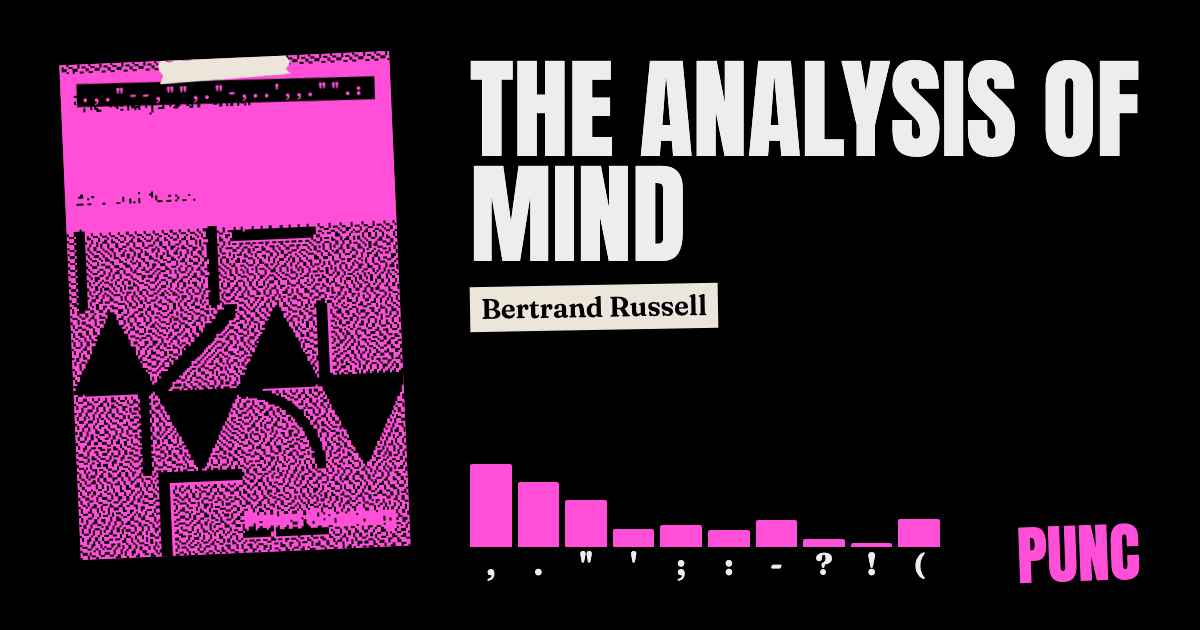 .,."--,"",."-,..',,."".:
THE ANALYSIS OF
MIND
Bertrand Russell
, . " ' ; : - ? ! (
PUNC